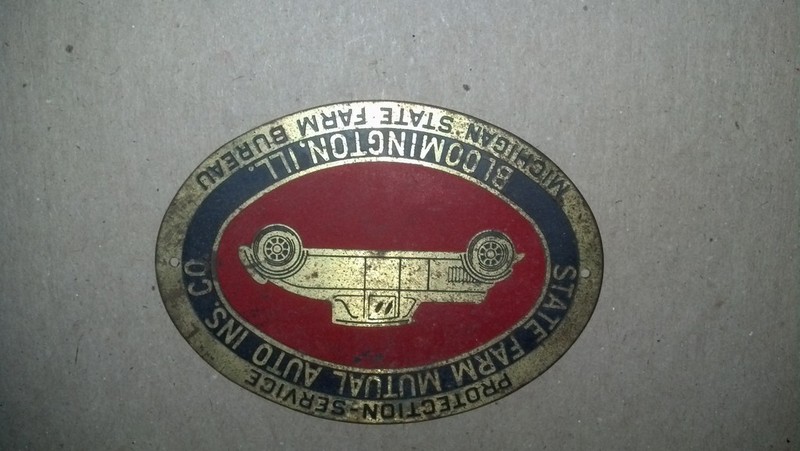 PROTECTION-SERVICE
STATE FARM MUTUAL AUTO INS. CO.
BLOOMINGTON, ILL.
MICHIGAN STATE FARM BUREAU